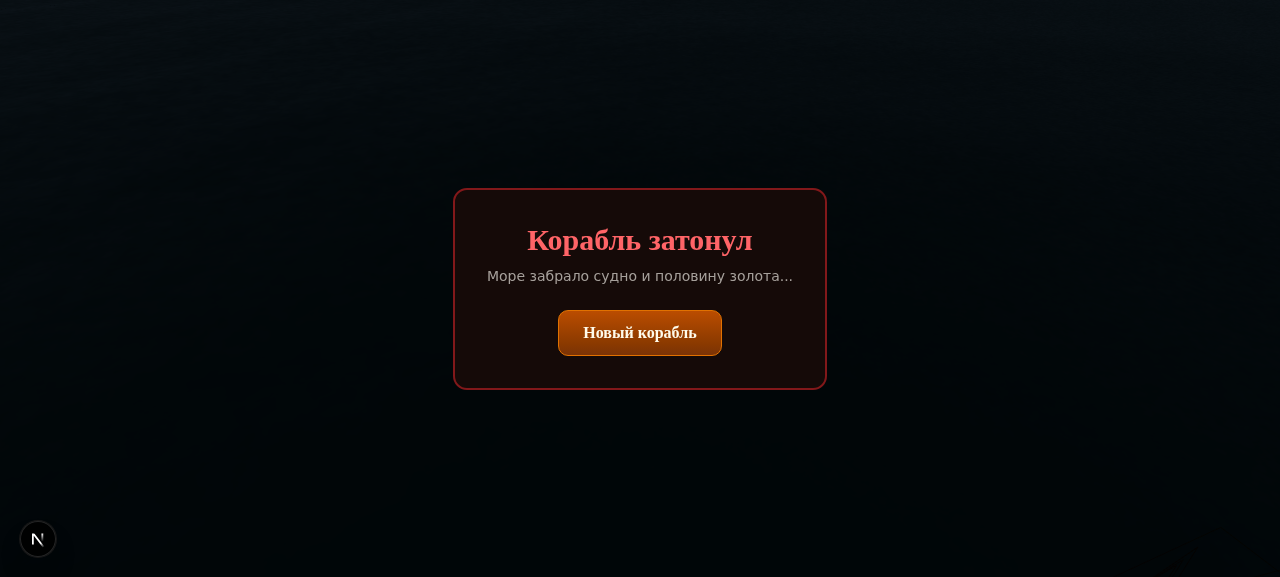 Корабль затонул
Море забрало судно и половину золота...
Новый корабль
N